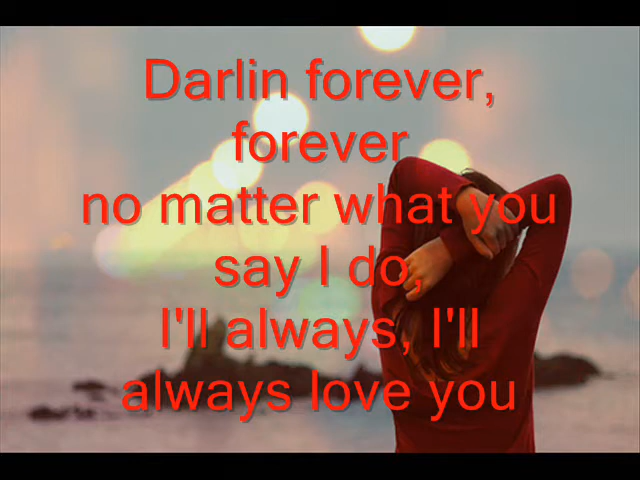 Darlin forever,
forever
no matter what you
say I do,
I'll always, I'll
always love you